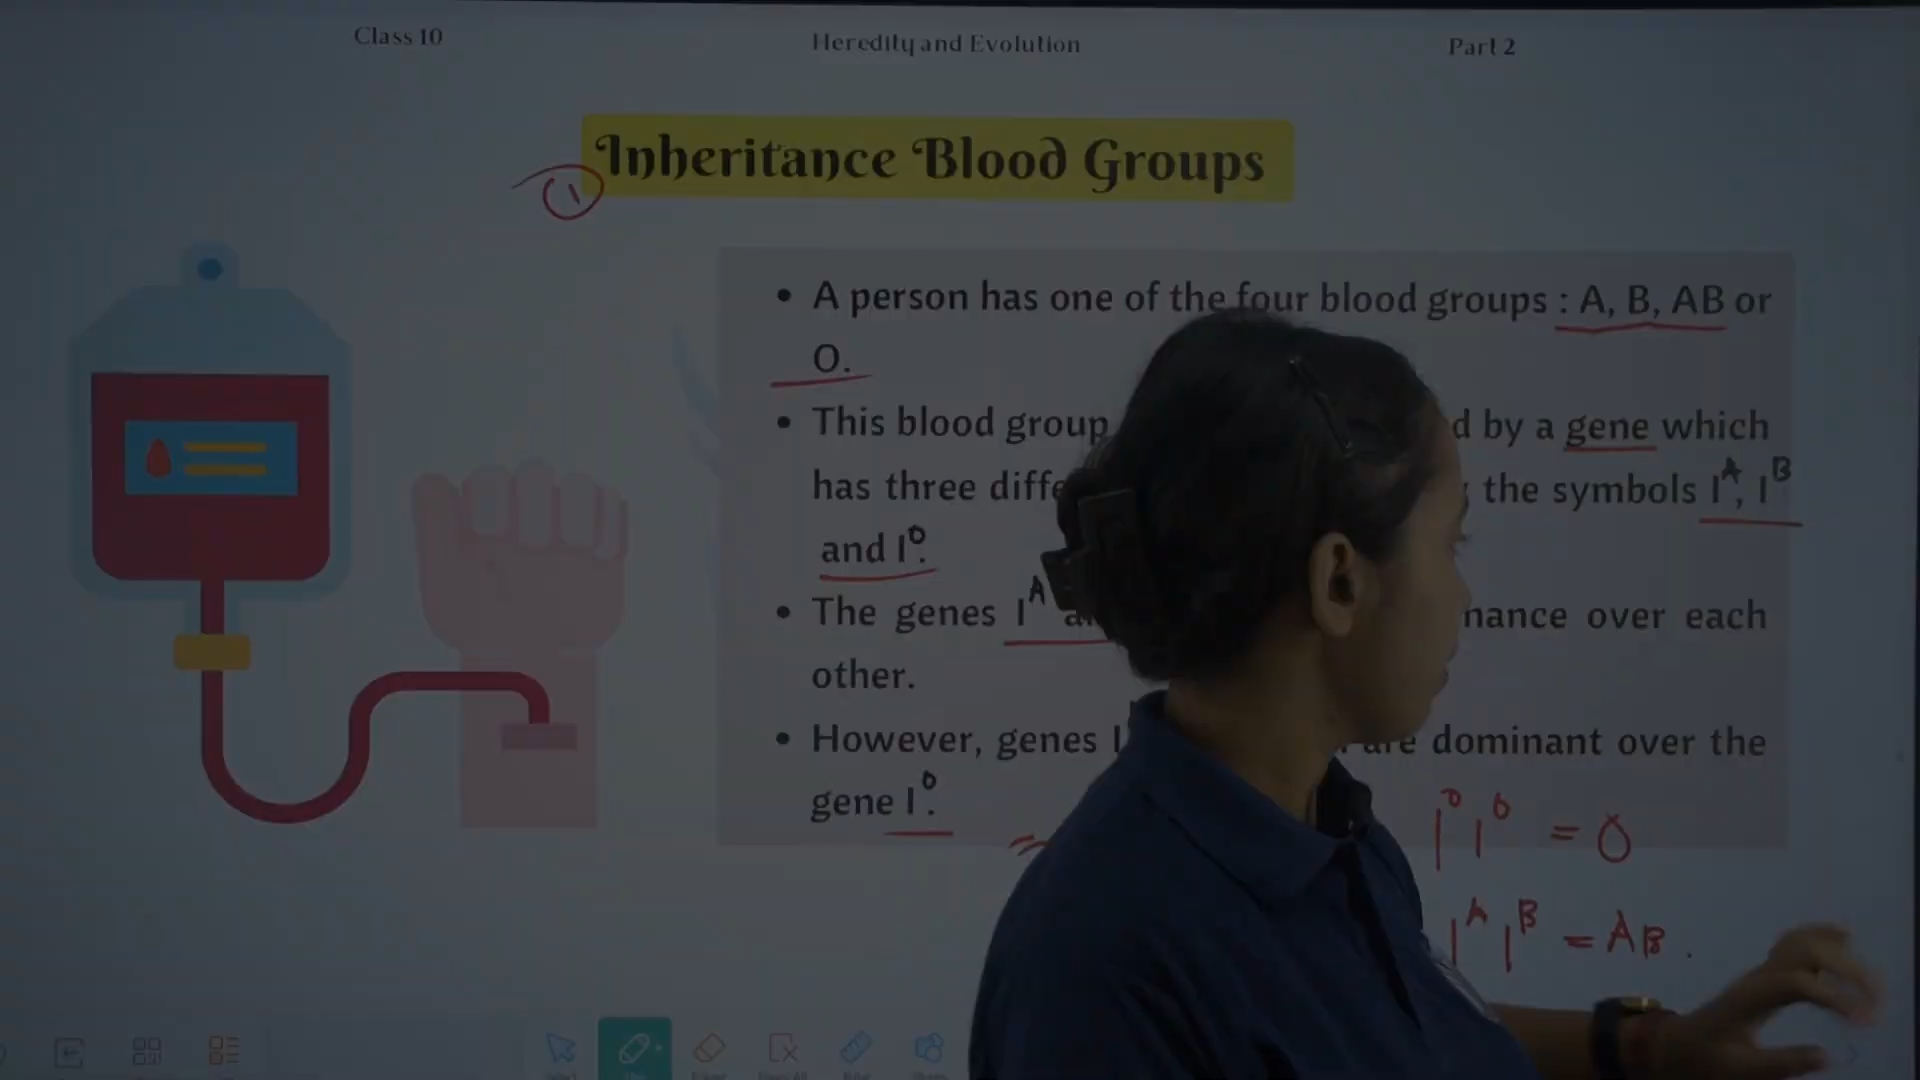 Class 10
Heredity and Evolution
Part 2
Inheritance Blood Groups
1
• A person has one of the four blood groups : A, B, AB or
O.
• This blood group d by a gene which
has three diffe the symbols I^A, I^B
and I^O.
• The genes I^A nance over each
other.
• However, genes I are dominant over the
gene I^O.
I^O I^O = O
I^A I^B = AB.